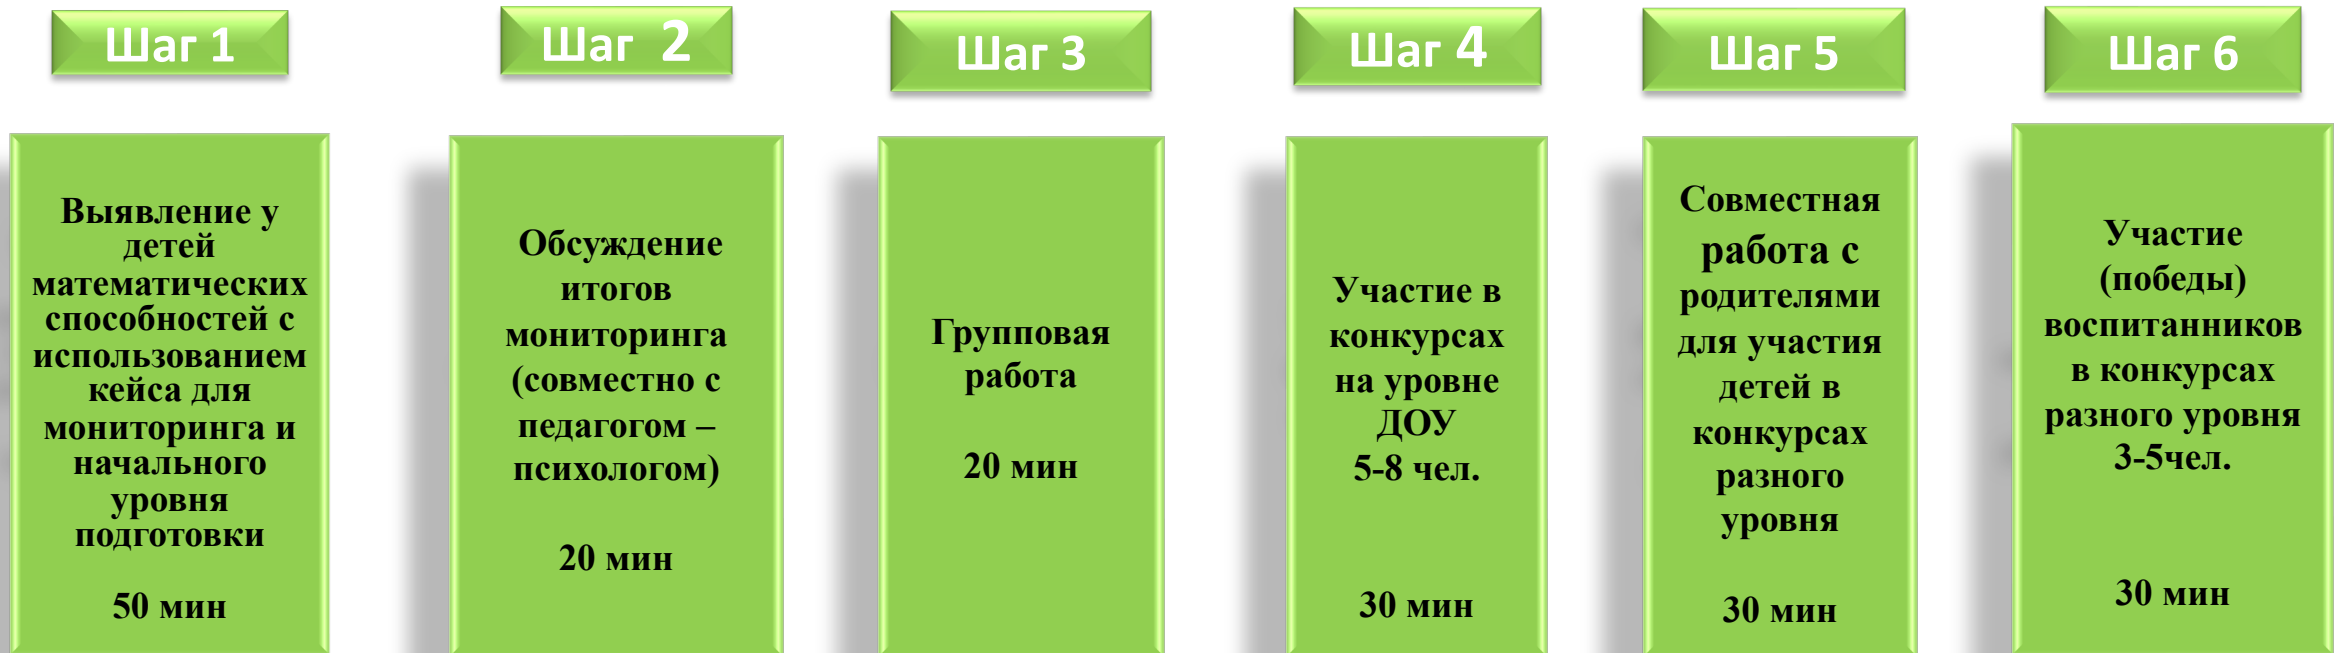 Шаг 1
Выявление у
детей
математических
способностей с
использованием
кейса для
мониторинга и
начального
уровня
подготовки
50 мин
Шаг 2
Обсуждение
итогов
мониторинга
(совместно с
педагогом –
психологом)
20 мин
Шаг 3
Групповая
работа
20 мин
Шаг 4
Участие в
конкурсах
на уровне
ДОУ
5-8 чел.
30 мин
Шаг 5
Совместная
работа с
родителями
для участия
детей в
конкурсах
разного
уровня
30 мин
Шаг 6
Участие
(победы)
воспитанников
в конкурсах
разного уровня
3-5чел.
30 мин